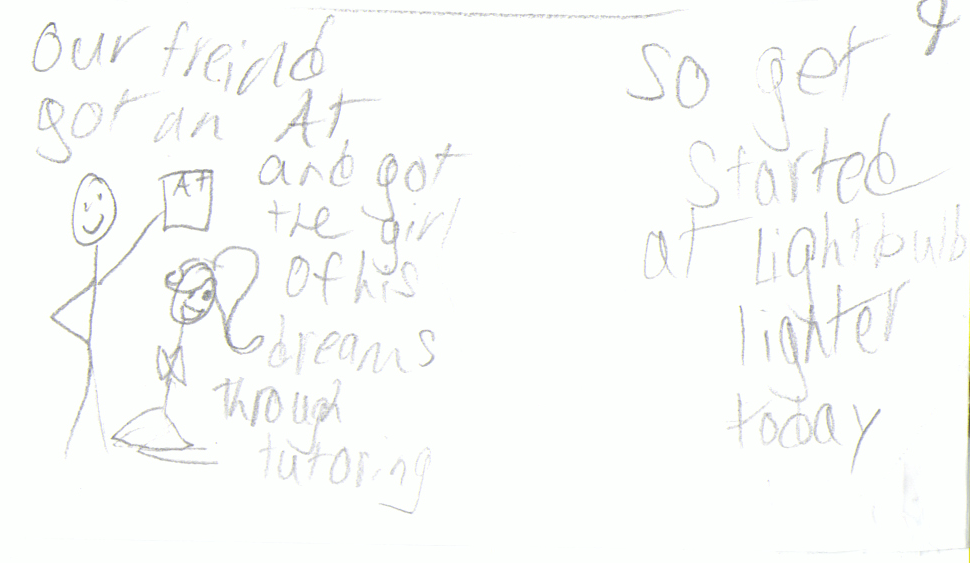 our freind
got an A+
and got
the girl
of his
dreams
through
tutoring
A+
so get
started
at lightbulb
lighter
today